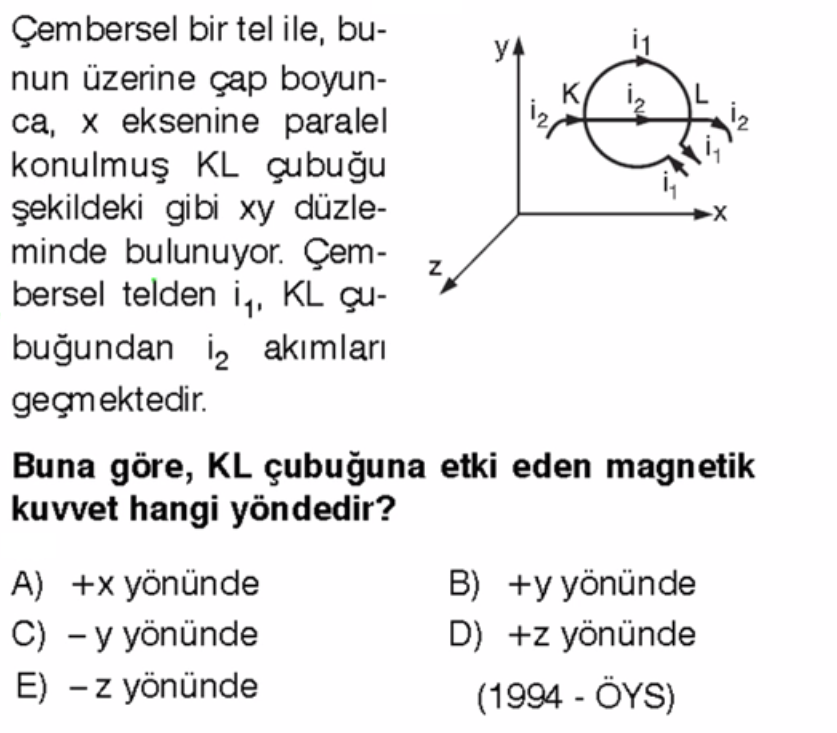 Çembersel bir tel ile, bu-
nun üzerine çap boyun-
ca, x eksenine paralel
konulmuş KL çubuğu
şekildeki gibi xy düzle-
minde bulunuyor. Çem-
bersel telden i₁, KL çu-
buğundan i₂ akımları
geçmektedir.
y
i₁
K
i₂
L
i₂
i₂
i₁
i₁
x
z
Buna göre, KL çubuğuna etki eden magnetik
kuvvet hangi yöndedir?
A) +x yönünde
B) +y yönünde
C) – y yönünde
D) +z yönünde
E) – z yönünde
(1994 - ÖYS)